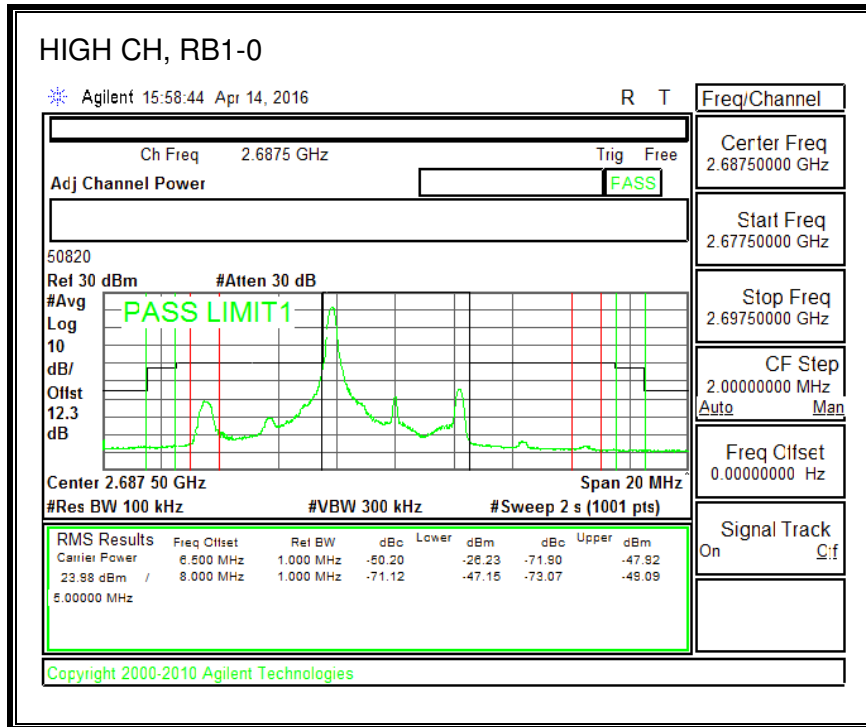 HIGH CH, RB1-0
Agilent 15:58:44 Apr 14, 2016 R T
Freq/Channel
Ch Freq 2.6875 GHz Trig Free
Adj Channel Power PASS
Center Freq
2.68750000 GHz
Start Freq
2.67750000 GHz
Stop Freq
2.69750000 GHz
CF Step
2.00000000 MHz
Auto Man
Freq Offset
0.00000000 Hz
Signal Track
On Off
50820
Ref 30 dBm #Atten 30 dB
#Avg
Log
10
dB/
Offst
12.3
dB
PASS LIMIT1
Center 2.687 50 GHz Span 20 MHz
#Res BW 100 kHz #VBW 300 kHz #Sweep 2 s (1001 pts)
RMS Results Freq Offset Ref BW dBc Lower dBm dBc Upper dBm
Carrier Power 6.500 MHz 1.000 MHz -50.20 -26.23 -71.90 -47.92
23.98 dBm / 8.000 MHz 1.000 MHz -71.12 -47.15 -73.07 -49.09
5.00000 MHz
Copyright 2000-2010 Agilent Technologies